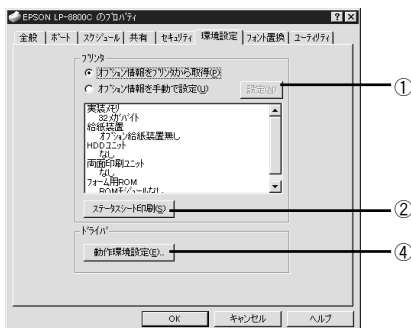 EPSON LP-8800C のプロパティ
全般 ポート スケジュール 共有 セキュリティ 環境設定 フォント置換 ユーティリティ
プリンタ
オプション情報をプリンタから取得(P)
オプション情報を手動で設定(U) 設定(N)
①
実装メモリ
32メガバイト
給紙装置
オプション給紙装置無し
HDDユニット
なし
両面印刷ユニット
なし
フォーム用ROM
ROMモジュールなし
ステータスシート印刷(S)
②
ドライバ
動作環境設定(E)...
④
OK キャンセル ヘルプ